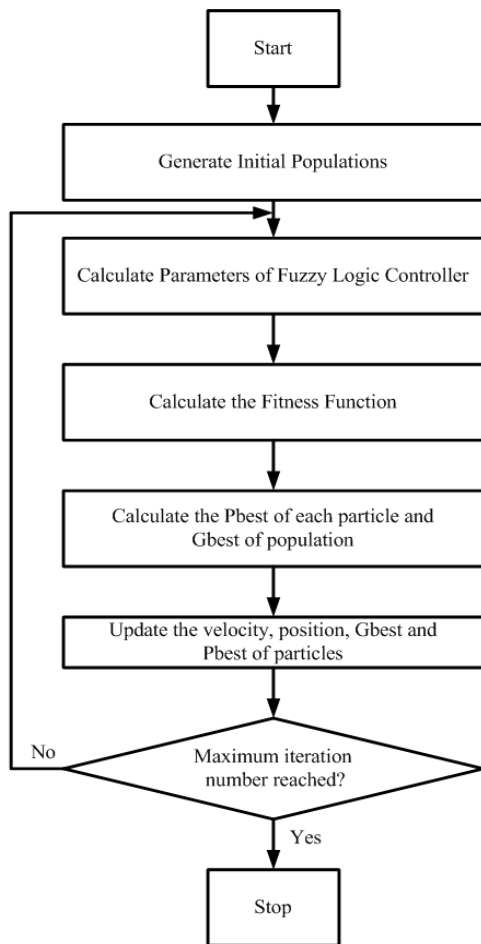 Start
Generate Initial Populations
Calculate Parameters of Fuzzy Logic Controller
Calculate the Fitness Function
Calculate the Pbest of each particle and
Gbest of population
Update the velocity, position, Gbest and
Pbest of particles
No
Maximum iteration
number reached?
Yes
Stop